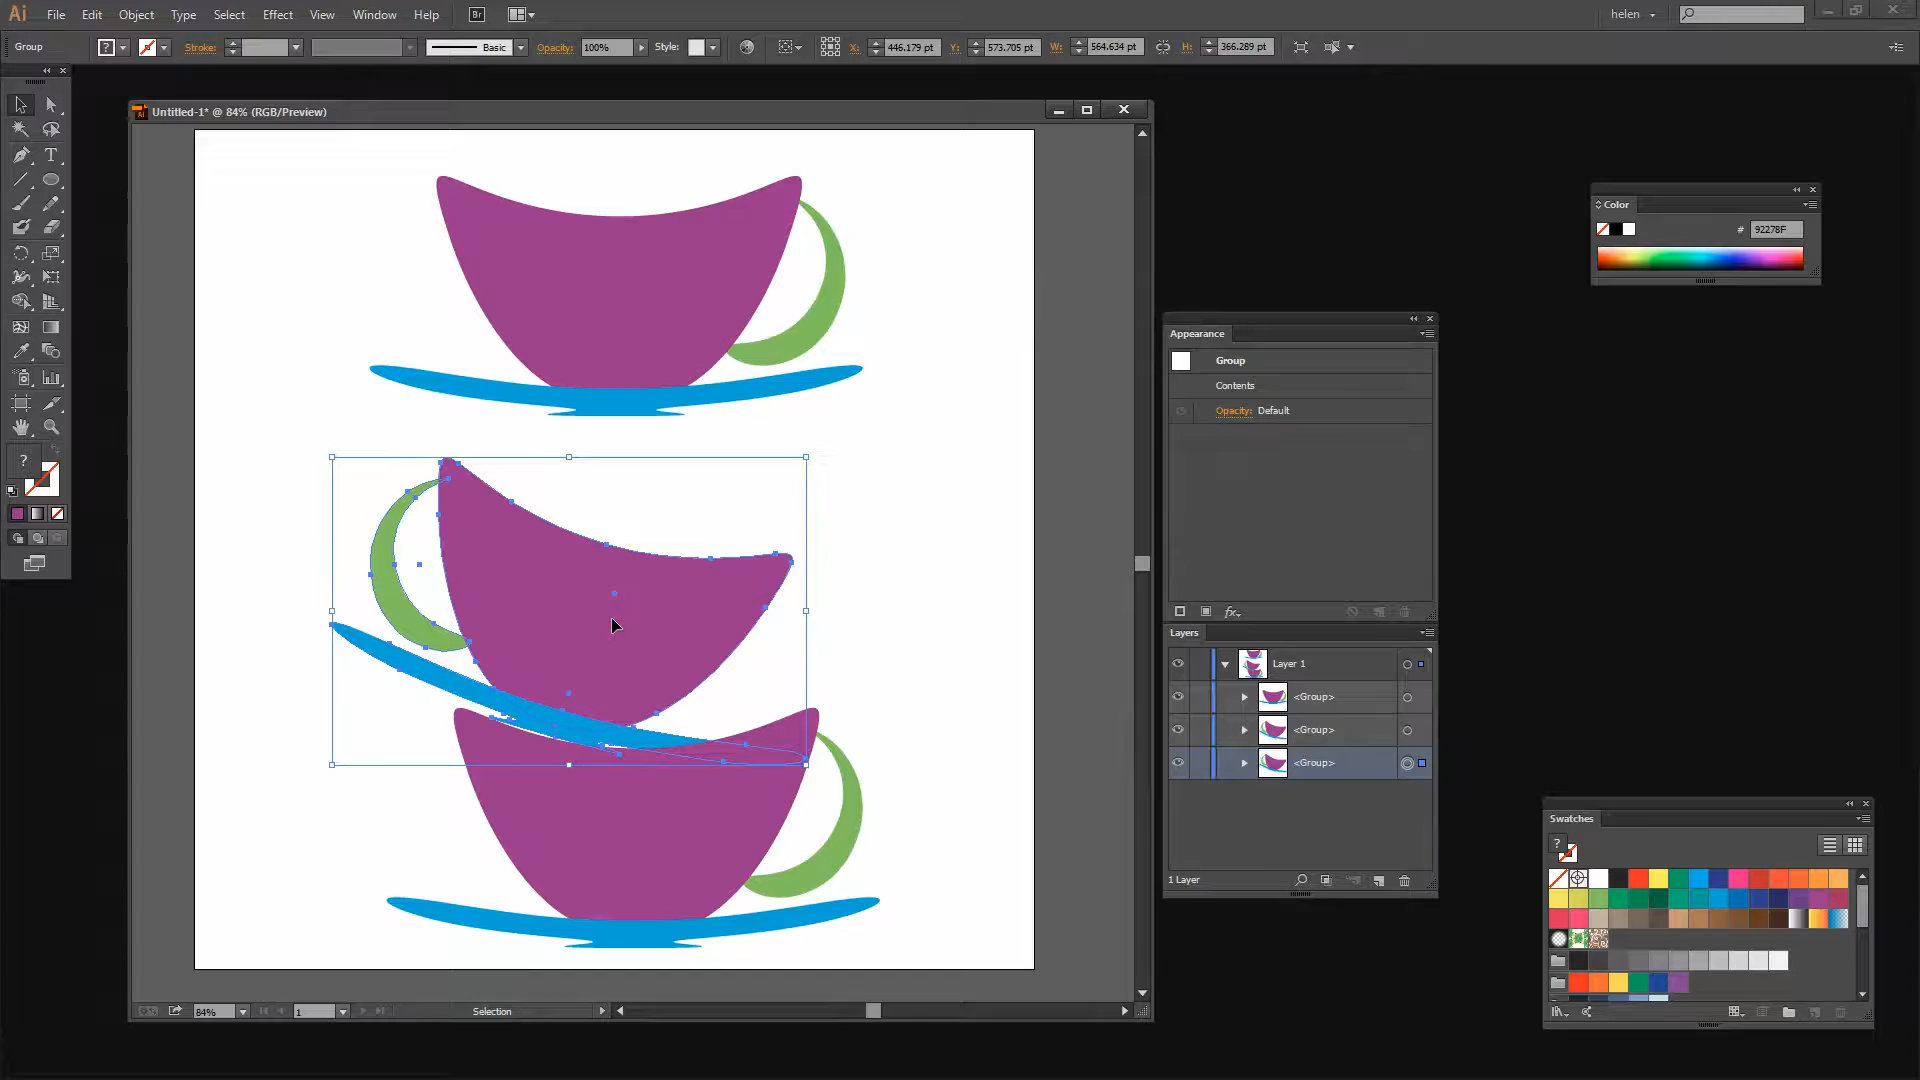 Ai File Edit Object Type Select Effect View Window Help Br helen
Group ? Stroke: Basic Opacity: 100% Style: X: 446.179 pt Y: 573.705 pt W: 564.634 pt H: 366.289 pt
Untitled-1* @ 84% (RGB/Preview)
Color
# 92278F
Appearance
Group
Contents
Opacity: Default
fx
Layers
Layer 1
<Group>
<Group>
<Group>
1 Layer
T
?
Swatches
?
84% 1 Selection